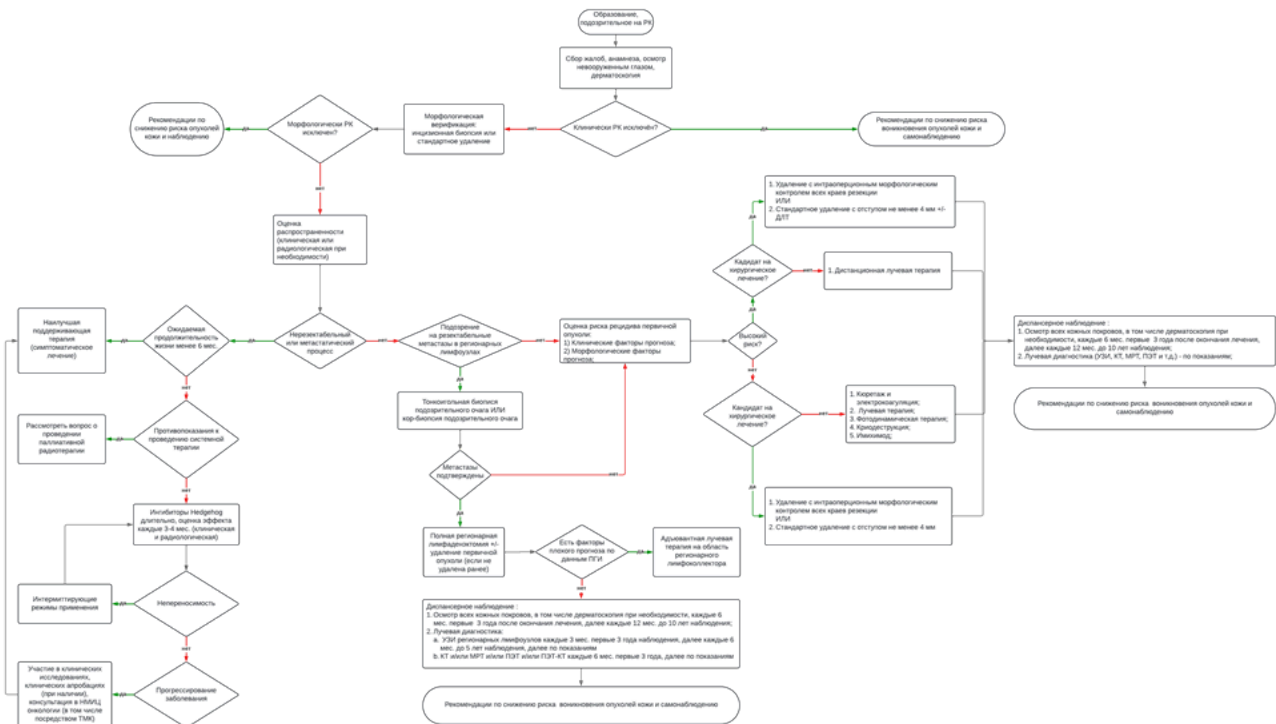 Образование,
подозрительное на РК
Сбор жалоб, анамнеза, осмотр
невооруженным глазом,
дерматоскопия
Клинически РК исключён?
да
Рекомендации по снижению риска
возникновения опухолей кожи и
самонаблюдению
нет
Морфологическая
верификация:
инцизионная биопсия или
стандартное удаление
Морфологически РК
исключен?
да
Рекомендации по
снижению риска опухолей
кожи и наблюдению
нет
Оценка
распространенности
(клиническая или
радиологическая при
необходимости)
Нерезектабельный
или метастатический
процесс
да
Ожидаемая
продолжительность
жизни менее 6 мес.
да
Наилучшая
поддерживающая
терапия
(симптоматическое
лечение)
нет
Противопоказания к
проведению системной
терапии
да
Рассмотреть вопрос о
проведении
паллиативной
радиотерапии
нет
Ингибиторы Hedgehog
длительно, оценка эффекта
каждые 3-4 мес. (клиническая
и радиологическая)
Непереносимость
да
Интермиттирующие
режимы применения
нет
Прогрессирование
заболевания
да
Участие в клинических
исследованиях,
клинических апробациях
(при наличии),
консультация в НМИЦ
онкологии (в том числе
посредством ТМК)
нет
Подозрение
на резектабельные
метастазы в регионарных
лимфоузлах
да
Тонкоигольная биопися
подозрительного очага ИЛИ
кор-биопсия подозрительного очага
Метастазы
подтверждены
нет
да
Полная регионарная
лимфаденэктомия +/-
удаление первичной
опухоли (если не
удалена ранее)
Есть факторы
плохого прогноза по
данным ПГИ
да
Адъювантная лучевая
терапия на область
регионарного
лимфоколлектора
нет
Диспансерное наблюдение :
1. Осмотр всех кожных покровов, в том числе дерматоскопия при необходимости, каждые 6
мес. первые 3 года после окончания лечения, далее каждые 12 мес. до 10 лет наблюдения;
2. Лучевая диагностика:
a. УЗИ регионарных лмифоузлов каждые 3 мес. первые 3 года наблюдения, далее каждые 6
мес. до 5 лет наблюдения, далее по показаниям
b. КТ и/или МРТ и/или ПЭТ и/или ПЭТ-КТ каждые 6 мес. первые 3 года, далее по показаниям
Рекомендации по снижению риска возникновения опухолей кожи и самонаблюдению
нет
Оценка риска рецидива первичной
опухоли:
1) Клинические факторы прогноза;
2) Морфологические факторы
прогноза;
Высокий
риск?
да
Кадидат на
хирургическое
лечение?
да
1. Удаление с интраоперционным морфологическим
контролем всех краев резекции
ИЛИ
2. Стандартное удаление с отступом не менее 4 мм +/-
ДЛТ
нет
1. Дистанционная лучевая терапия
нет
Кандидат на
хирургическое
лечение?
нет
1. Кюретаж и
электрокоагуляция;
2. Лучевая терапия;
3. Фотодинамическая терапия;
4. Криодеструкция;
5. Имихимод;
да
1. Удаление с интраоперционным морфологическим
контролем всех краев резекции
ИЛИ
2. Стандартное удаление с отступом не менее 4 мм
Диспансерное наблюдение :
1. Осмотр всех кожных покровов, в том числе дерматоскопия при
необходимости, каждые 6 мес. первые 3 года после окончания лечения,
далее каждые 12 мес. до 10 лет наблюдения;
2. Лучевая диагностика (УЗИ, КТ, МРТ, ПЭТ и т.д.) - по показаниям;
Рекомендации по снижению риска возникновения опухолей кожи и
самонаблюдению